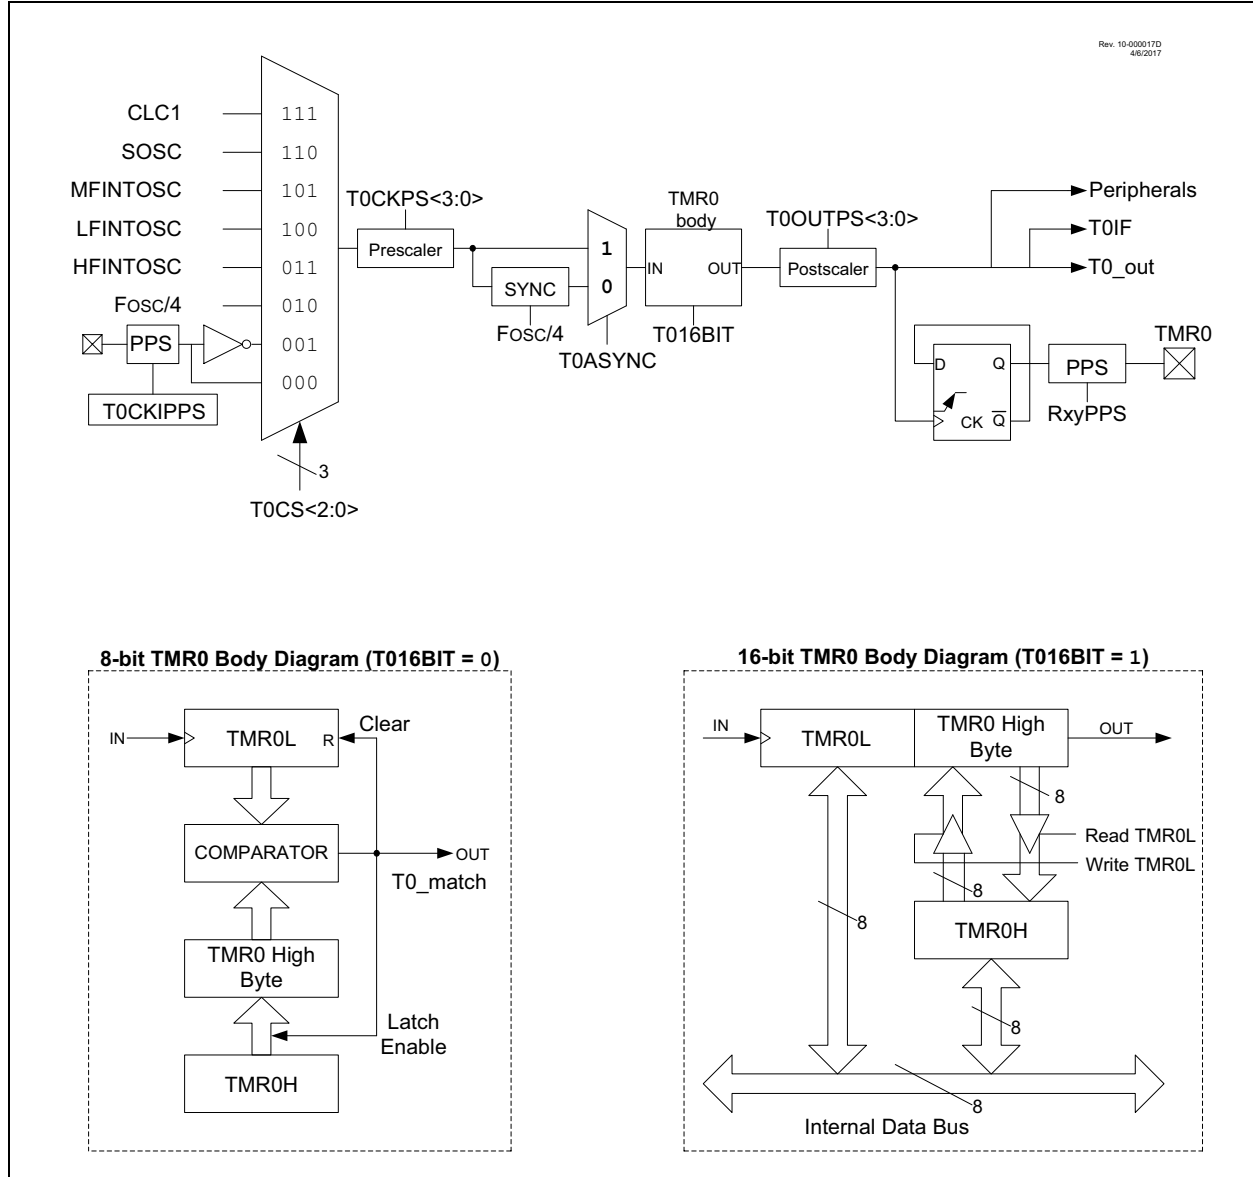 Rev. 10-000017D
4/6/2017
CLC1
111
SOSC
110
MFINTOSC
101
LFINTOSC
100
HFINTOSC
011
FOSC/4
010
PPS
001
000
T0CKIPPS
3
T0CS<2:0>
T0CKPS<3:0>
Prescaler
SYNC
FOSC/4
1
0
T0ASYNC
TMR0
body
IN
OUT
T016BIT
T0OUTPS<3:0>
Postscaler
Peripherals
T0IF
T0_out
D
Q
CK
Q
PPS
RxyPPS
TMR0
8-bit TMR0 Body Diagram (T016BIT = 0)
IN
TMR0L
R
Clear
COMPARATOR
OUT
T0_match
TMR0 High
Byte
Latch
Enable
TMR0H
16-bit TMR0 Body Diagram (T016BIT = 1)
IN
TMR0L
TMR0 High
Byte
OUT
8
Read TMR0L
Write TMR0L
8
8
TMR0H
8
8
Internal Data Bus